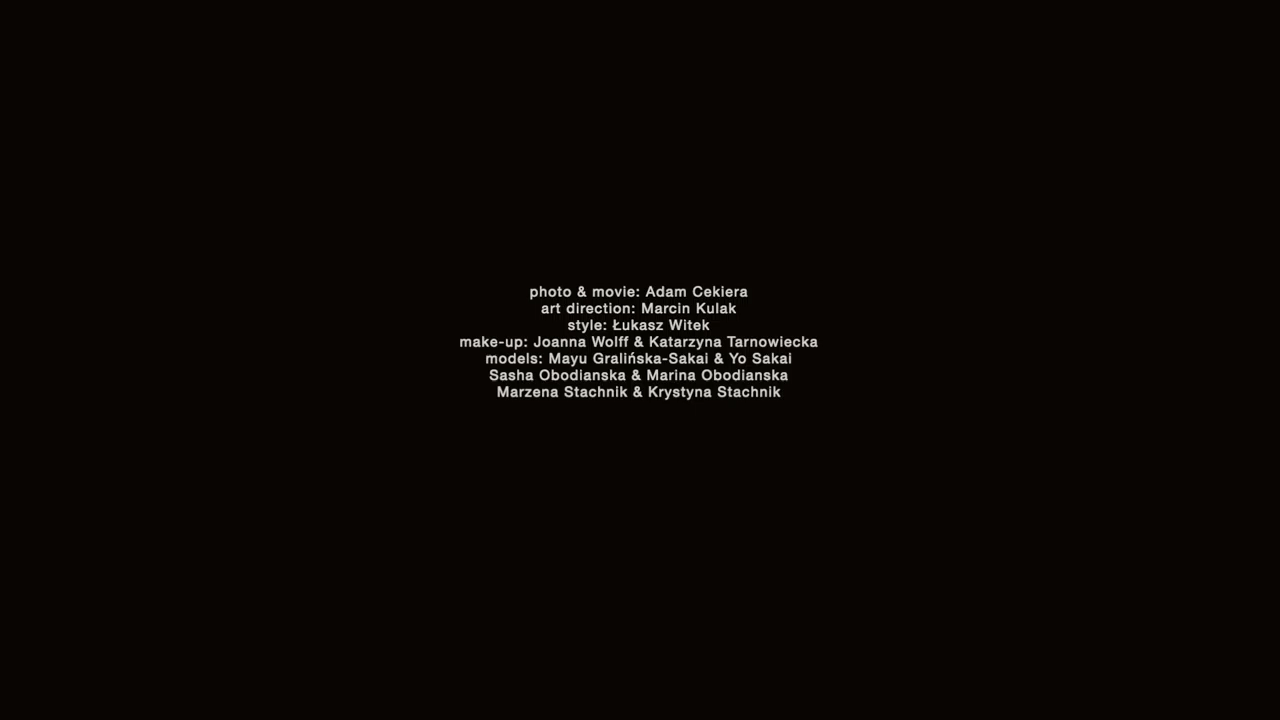 photo & movie: Adam Cekiera
art direction: Marcin Kulak
style: Łukasz Witek
make-up: Joanna Wolff & Katarzyna Tarnowiecka
models: Mayu Gralińska-Sakai & Yo Sakai
Sasha Obodianska & Marina Obodianska
Marzena Stachnik & Krystyna Stachnik